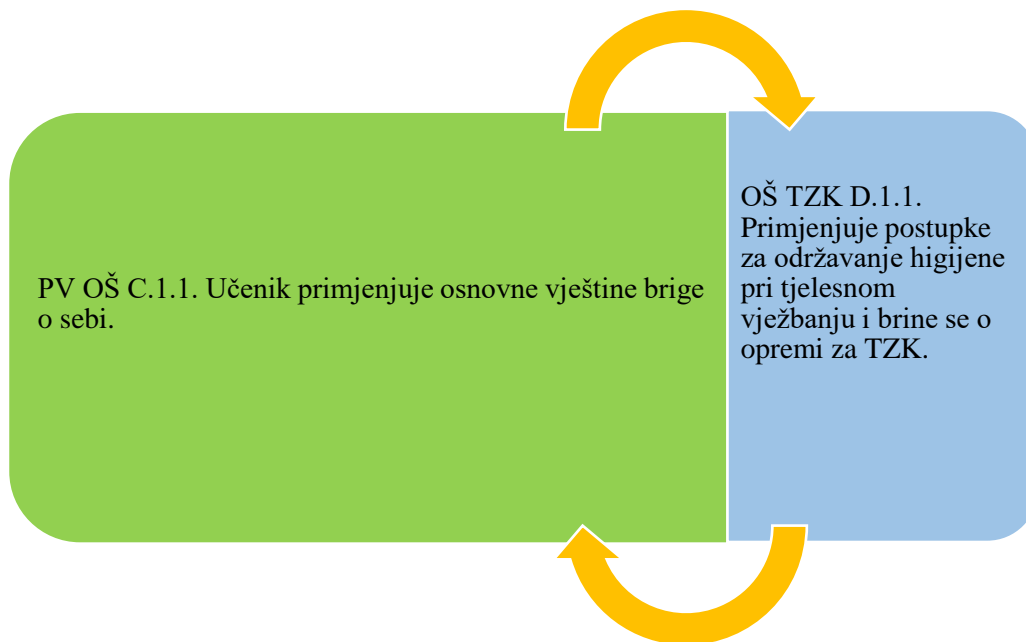 PV OŠ C.1.1. Učenik primjenjuje osnovne vještine brige
o sebi.
OŠ TZK D.1.1.
Primjenjuje postupke
za održavanje higijene
pri tjelesnom
vježbanju i brine se o
opremi za TZK.